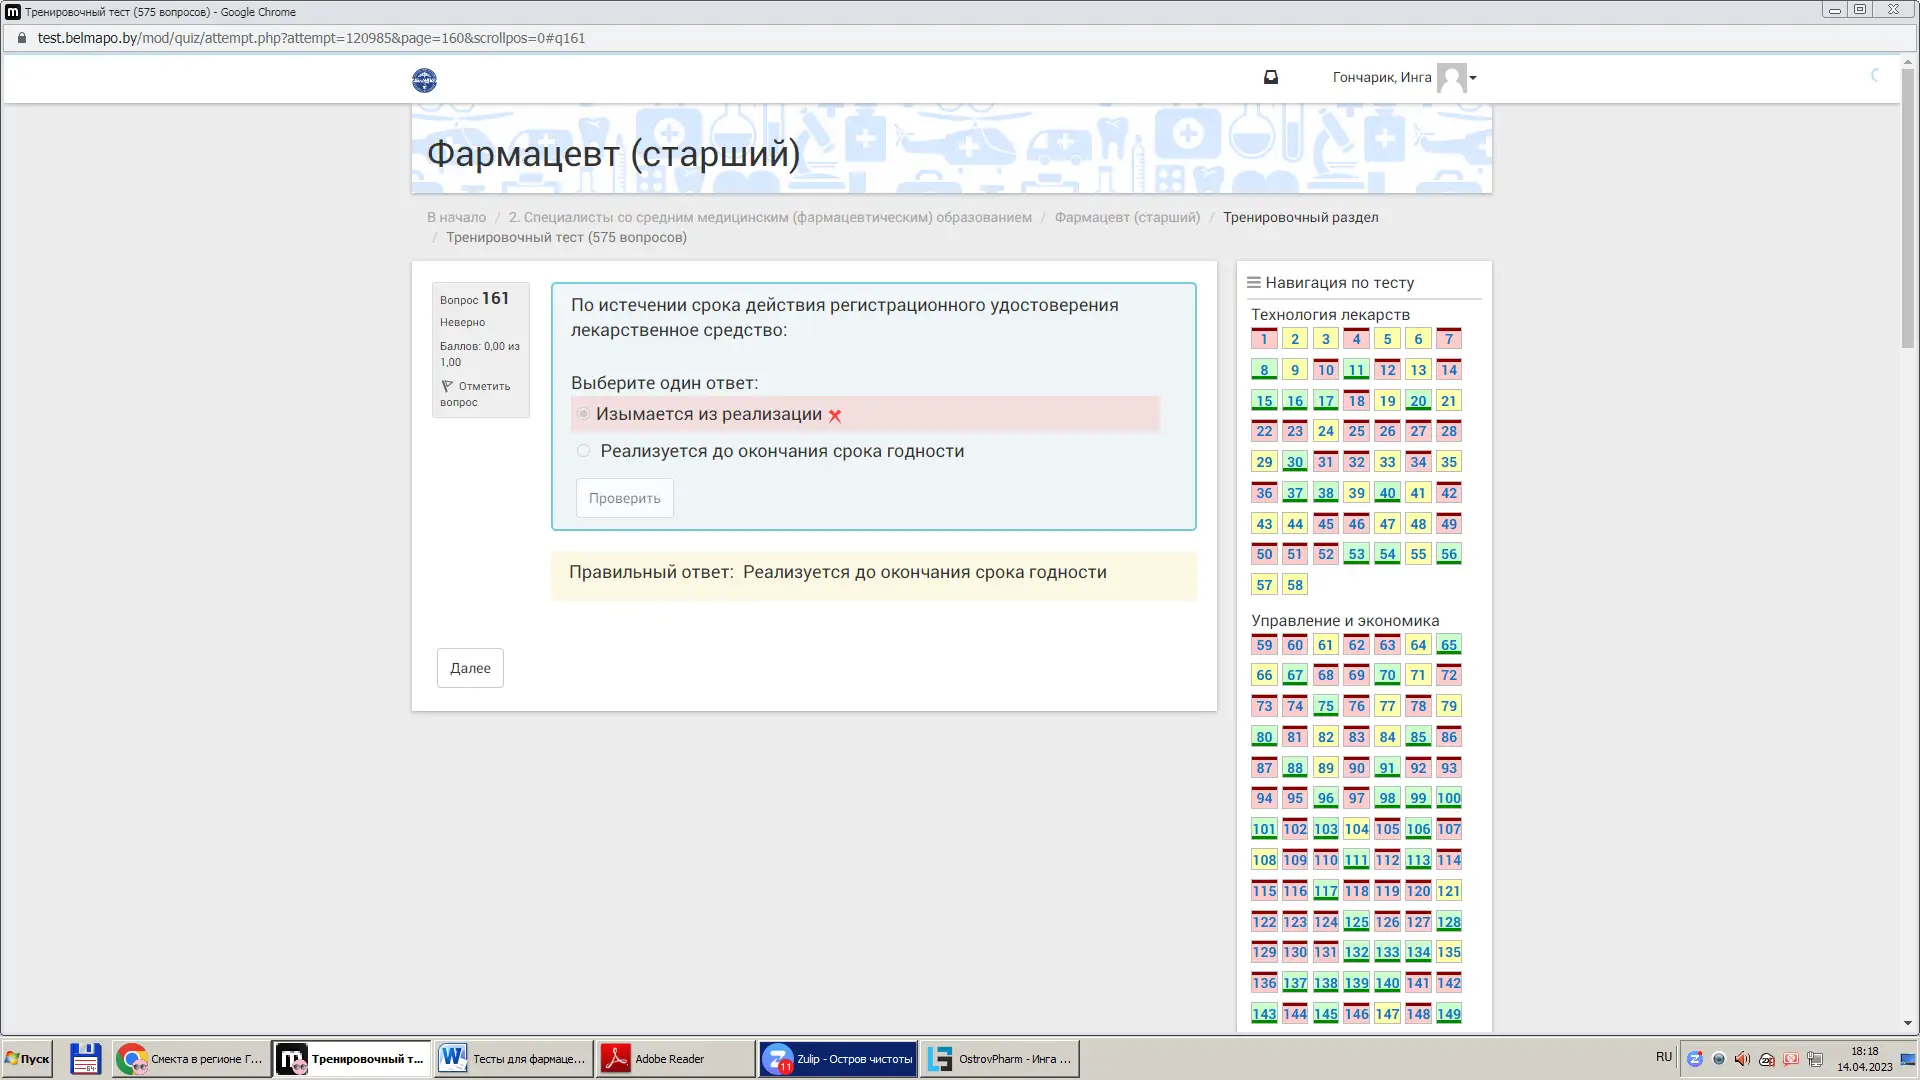 Тренировочный тест (575 вопросов) - Google Chrome
test.belmapo.by/mod/quiz/attempt.php?attempt=120985&page=160&scrollpos=0#q161
Гончарик, Инга
Фармацевт (старший)
В начало / 2. Специалисты со средним медицинским (фармацевтическим) образованием / Фармацевт (старший) / Тренировочный раздел
/ Тренировочный тест (575 вопросов)
Вопрос 161
Неверно
Баллов: 0,00 из
1,00
Отметить
вопрос
По истечении срока действия регистрационного удостоверения
лекарственное средство:
Выберите один ответ:
Изымается из реализации
Реализуется до окончания срока годности
Проверить
Правильный ответ: Реализуется до окончания срока годности
Далее
Навигация по тесту
Технология лекарств
1 2 3 4 5 6 7
8 9 10 11 12 13 14
15 16 17 18 19 20 21
22 23 24 25 26 27 28
29 30 31 32 33 34 35
36 37 38 39 40 41 42
43 44 45 46 47 48 49
50 51 52 53 54 55 56
57 58
Управление и экономика
59 60 61 62 63 64 65
66 67 68 69 70 71 72
73 74 75 76 77 78 79
80 81 82 83 84 85 86
87 88 89 90 91 92 93
94 95 96 97 98 99 100
101 102 103 104 105 106 107
108 109 110 111 112 113 114
115 116 117 118 119 120 121
122 123 124 125 126 127 128
129 130 131 132 133 134 135
136 137 138 139 140 141 142
143 144 145 146 147 148 149
Пуск
Смекта в регионе Г...
Тренировочный т...
Тесты для фармаце...
Adobe Reader
11
Zulip - Остров чистоты
OstrovPharm - Инга ...
RU
18:18
14.04.2023